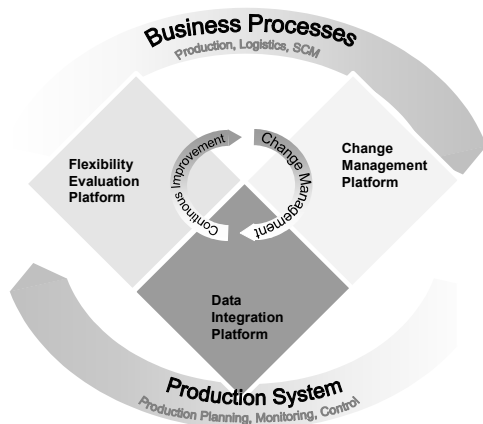 Business Processes
Production, Logistics, SCM
Flexibility
Evaluation
Platform
Continous Improvement
Change Management
Change
Management
Platform
Data
Integration
Platform
Production System
Production Planning, Monitoring, Control